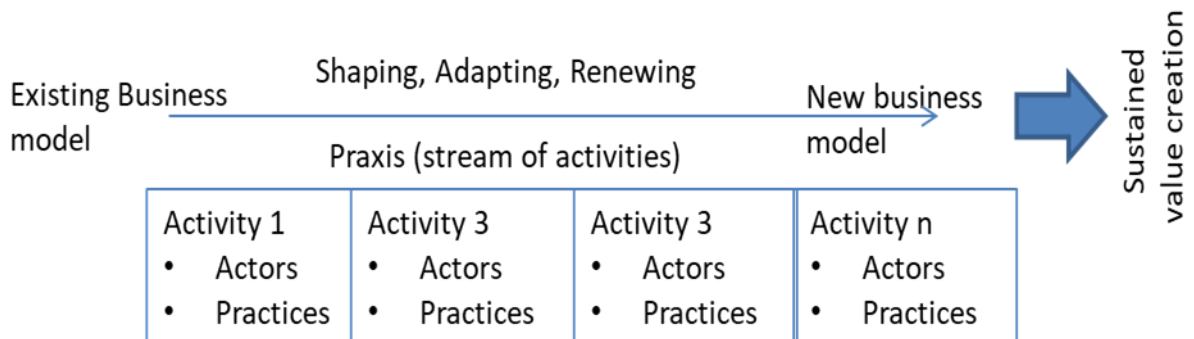 Existing Business
model
Shaping, Adapting, Renewing
Praxis (stream of activities)
New business
model
Sustained
value creation
Activity 1
• Actors
• Practices
Activity 3
• Actors
• Practices
Activity 3
• Actors
• Practices
Activity n
• Actors
• Practices